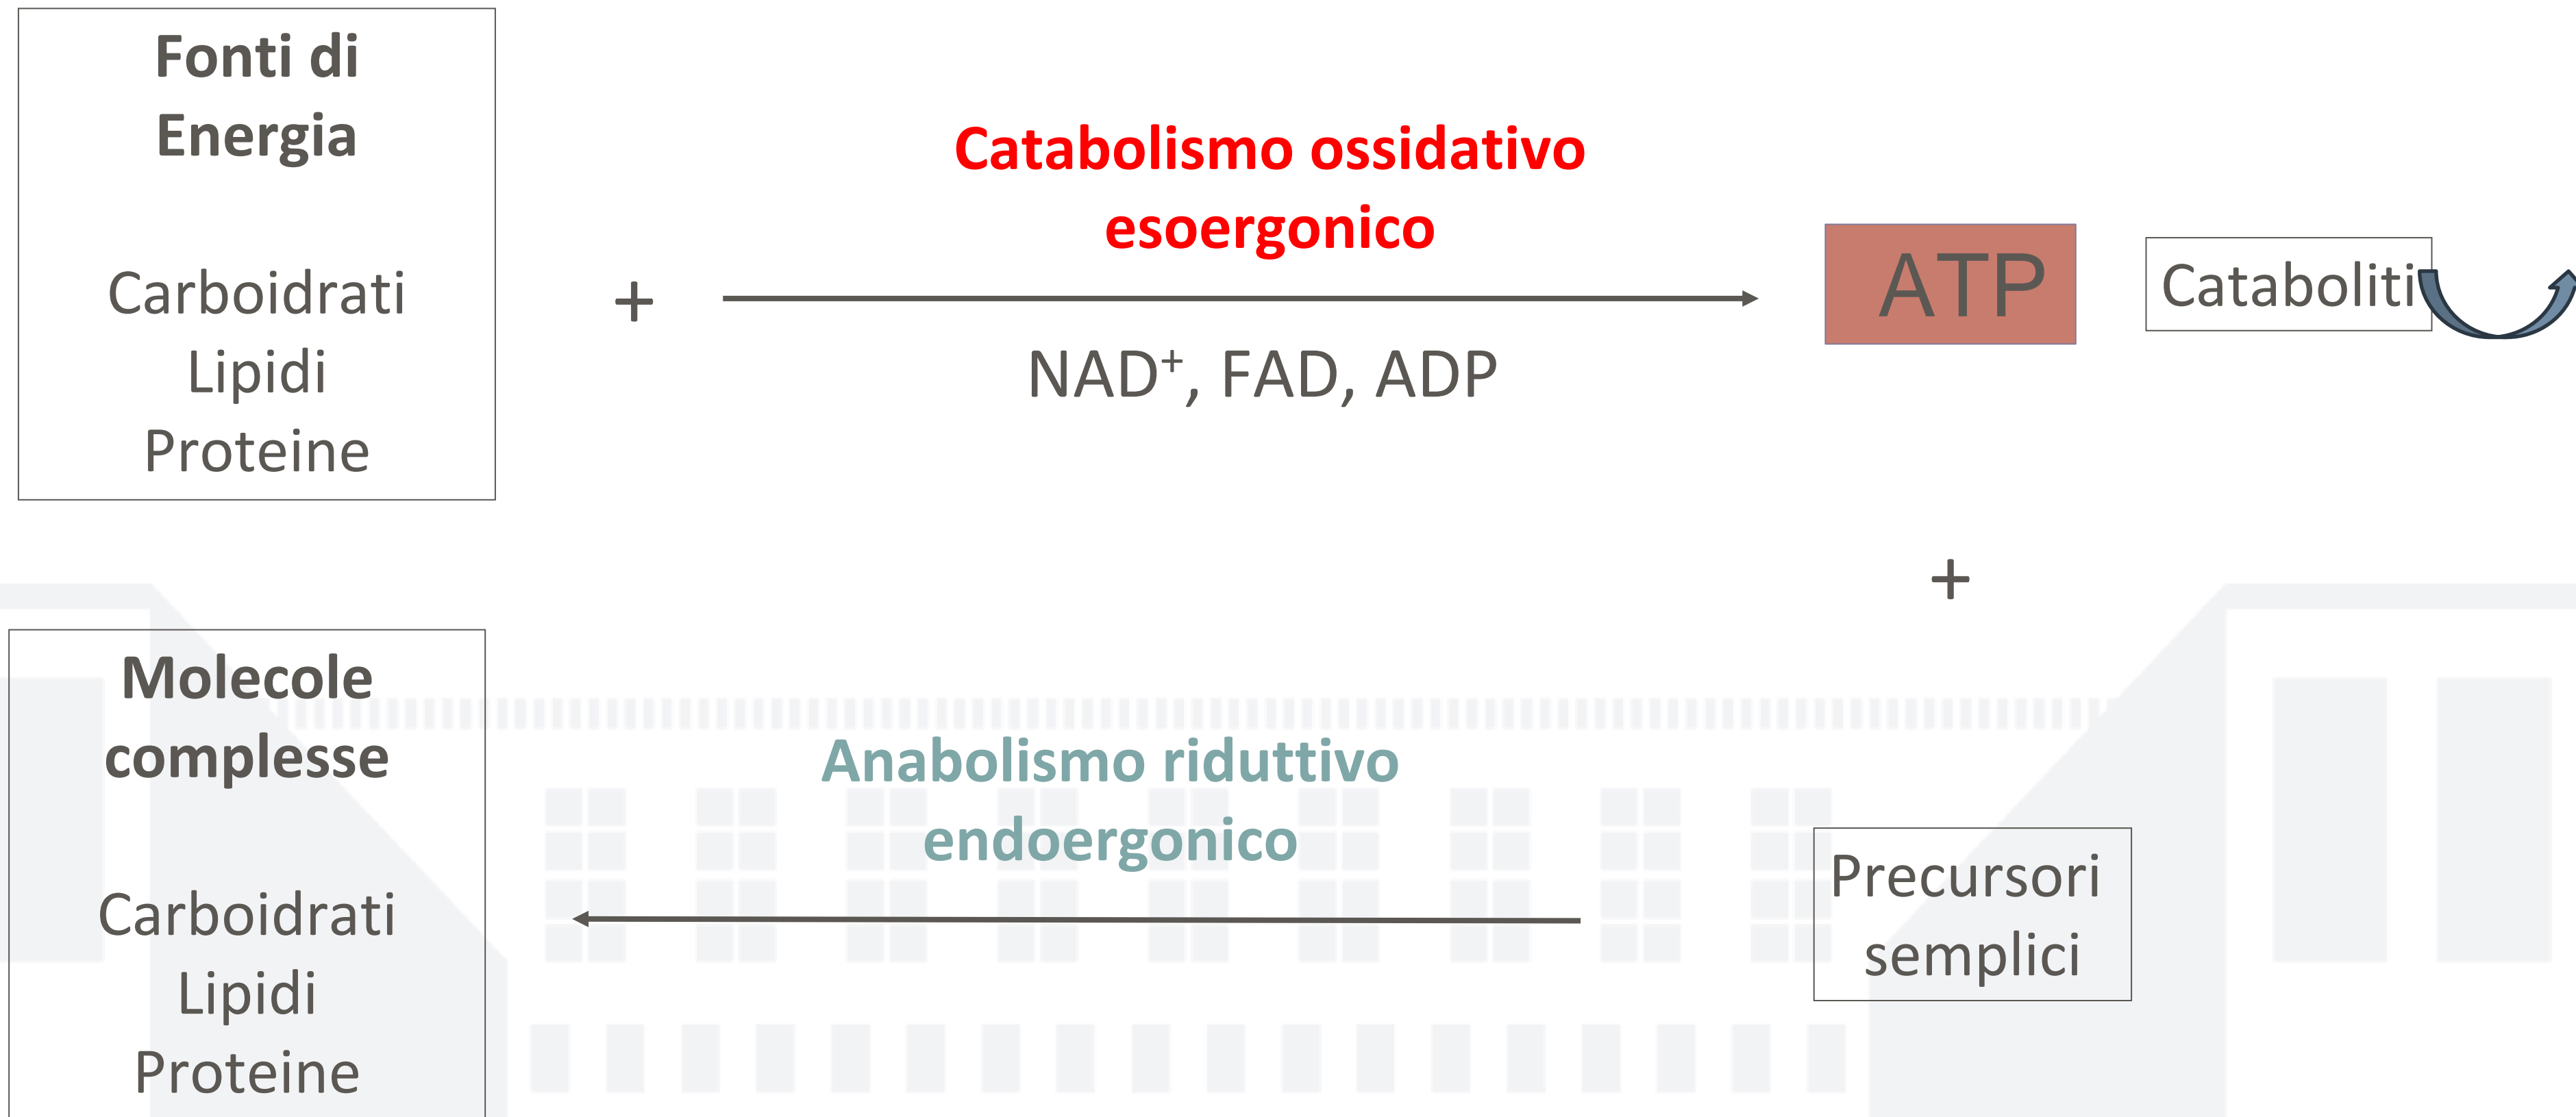 Fonti di
Energia
Carboidrati
Lipidi
Proteine
+
Catabolismo ossidativo
esoergonico
NAD⁺, FAD, ADP
ATP
Cataboliti
+
Molecole
complesse
Carboidrati
Lipidi
Proteine
Anabolismo riduttivo
endoergonico
Precursori
semplici